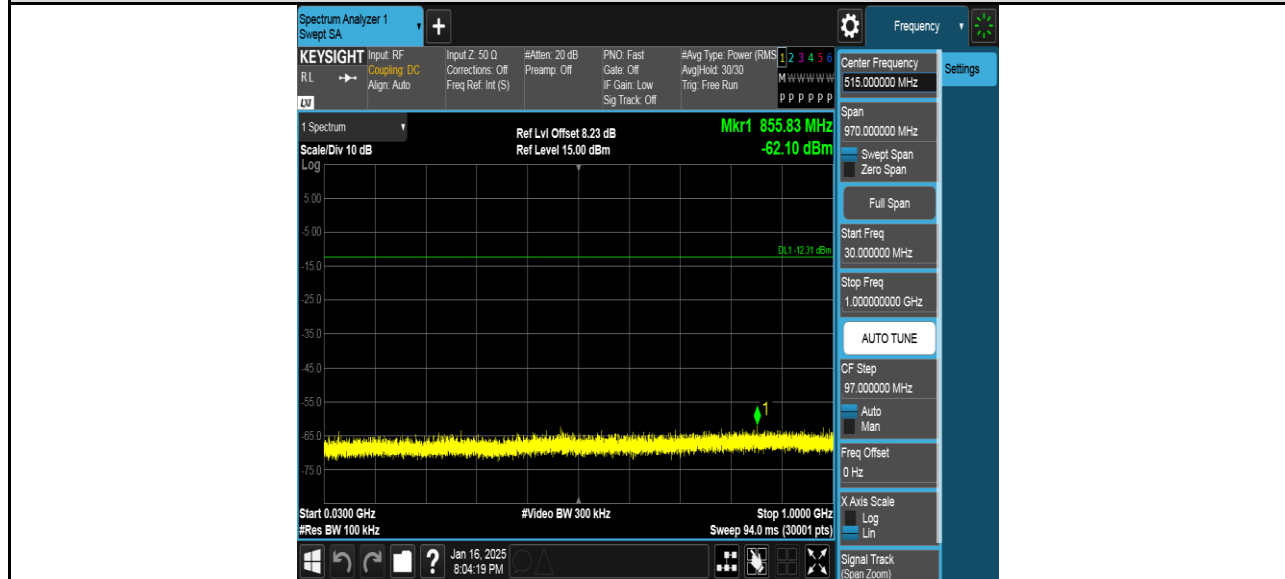 Spectrum Analyzer 1
Swept SA
+
Frequency
KEYSIGHT
RL
LXI
Input: RF
Coupling: DC
Align: Auto
Input Z: 50 Ω
Corrections: Off
Freq Ref: Int (S)
#Atten: 20 dB
Preamp: Off
PNO: Fast
Gate: Off
IF Gain: Low
Sig Track: Off
#Avg Type: Power (RMS
Avg|Hold: 30/30
Trig: Free Run
1 2 3 4 5 6
M W W W W W
P P P P P P
1 Spectrum
Scale/Div 10 dB
Log
Ref Lvl Offset 8.23 dB
Ref Level 15.00 dBm
Mkr1 855.83 MHz
-62.10 dBm
5.00
-5.00
DL1 -12.31 dBm
-15.0
-25.0
-35.0
-45.0
-55.0
1
-65.0
-75.0
Start 0.0300 GHz
#Res BW 100 kHz
#Video BW 300 kHz
Stop 1.0000 GHz
Sweep 94.0 ms (30001 pts)
?
Jan 16, 2025
8:04:19 PM
Center Frequency
515.000000 MHz
Settings
Span
970.000000 MHz
Swept Span
Zero Span
Full Span
Start Freq
30.000000 MHz
Stop Freq
1.000000000 GHz
AUTO TUNE
CF Step
97.000000 MHz
Auto
Man
Freq Offset
0 Hz
X Axis Scale
Log
Lin
Signal Track
(Span Zoom)